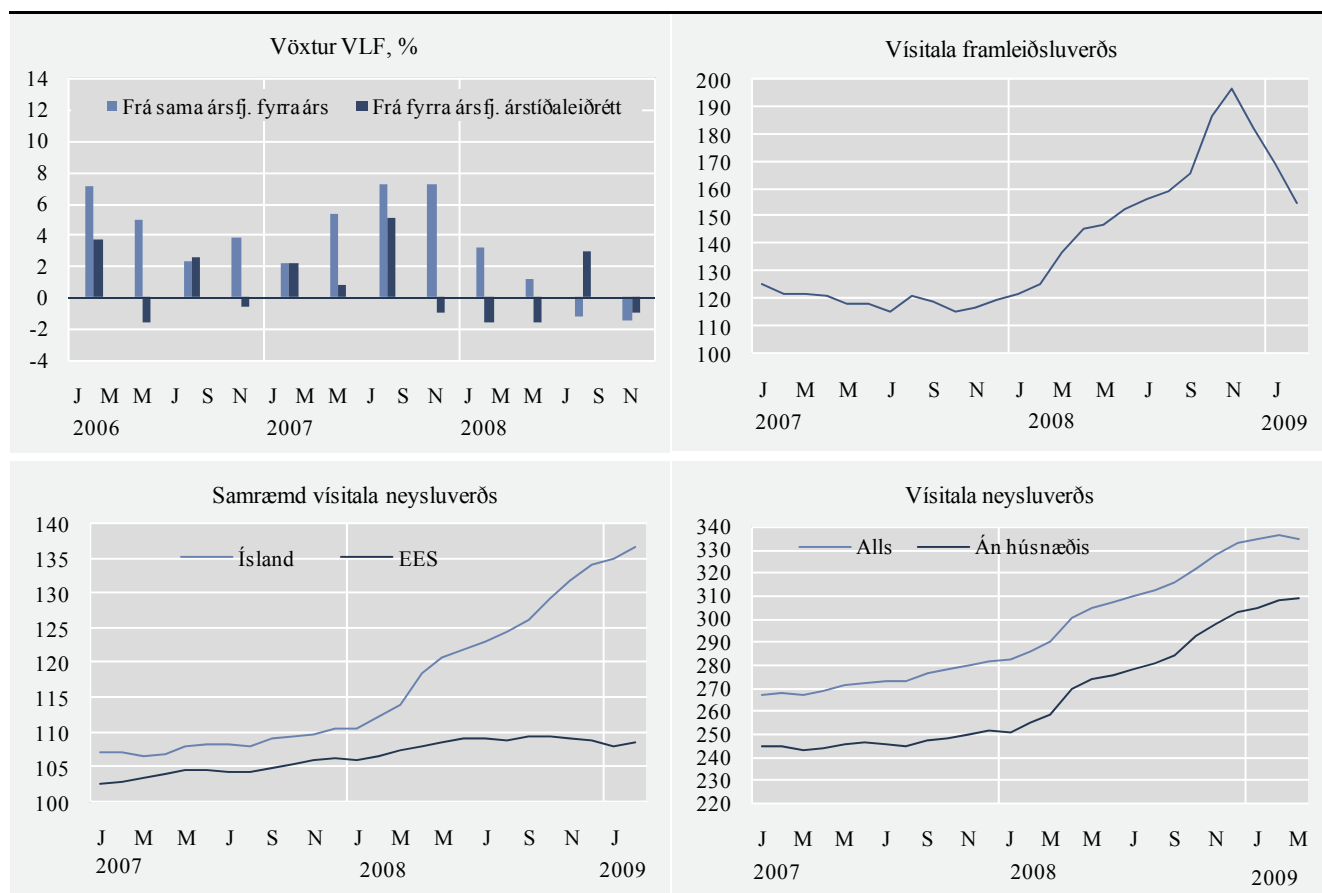 Vöxtur VLF, %
14
12
10
8
6
4
2
0
-2
-4
Frá sama ársfj. fyrra árs
Frá fyrra ársfj. árstíðaleiðrétt
J M M J S N J M M J S N J M M J S N
2006 2007 2008
Vísitala framleiðsluverðs
200
190
180
170
160
150
140
130
120
110
100
J M M J S N J M M J S N J
2007 2008 2009
Samræmd vísitala neysluverðs
140
135
130
125
120
115
110
105
100
Ísland
EES
J M M J S N J M M J S N J
2007 2008 2009
Vísitala neysluverðs
340
330
320
310
300
290
280
270
260
250
240
230
220
Alls
Án húsnæðis
J M M J S N J M M J S N J M
2007 2008 2009